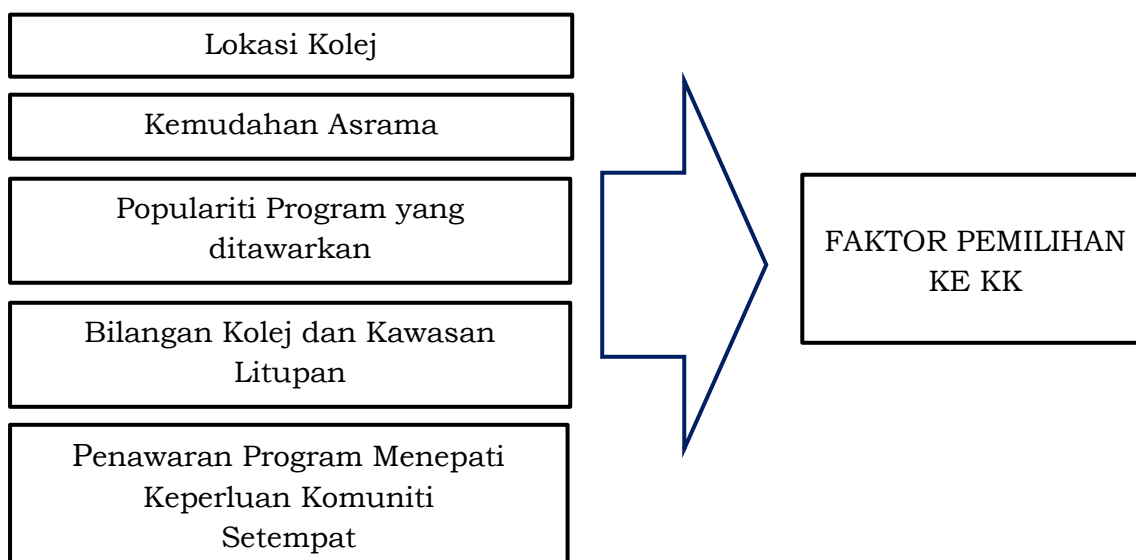 Lokasi Kolej
Kemudahan Asrama
Populariti Program yang
ditawarkan
Bilangan Kolej dan Kawasan
Litupan
Penawaran Program Menepati
Keperluan Komuniti
Setempat
FAKTOR PEMILIHAN
KE KK